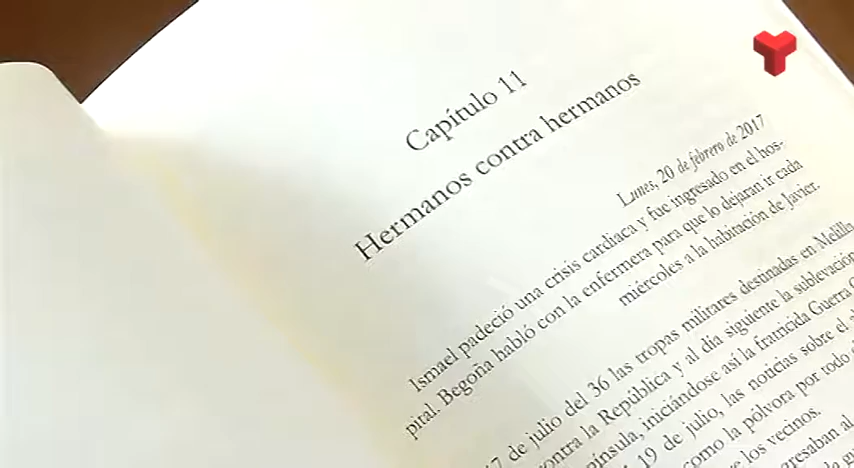 Capítulo 11
Hermanos contra hermanos
Lunes, 20 de febrero de 2017
Ismael padeció una crisis cardiaca y fue ingresado en el hos-
pital. Begoña habló con la enfermera para que lo dejaran ir cada
miércoles a la habitación de Javier.
de julio del 36 las tropas militares destinadas en Melilla
contra la República y al día siguiente la sublevación
iniciándose así la fratricida Guerra
19 de julio, las noticias sobre el
como la pólvora por todo
los vecinos.